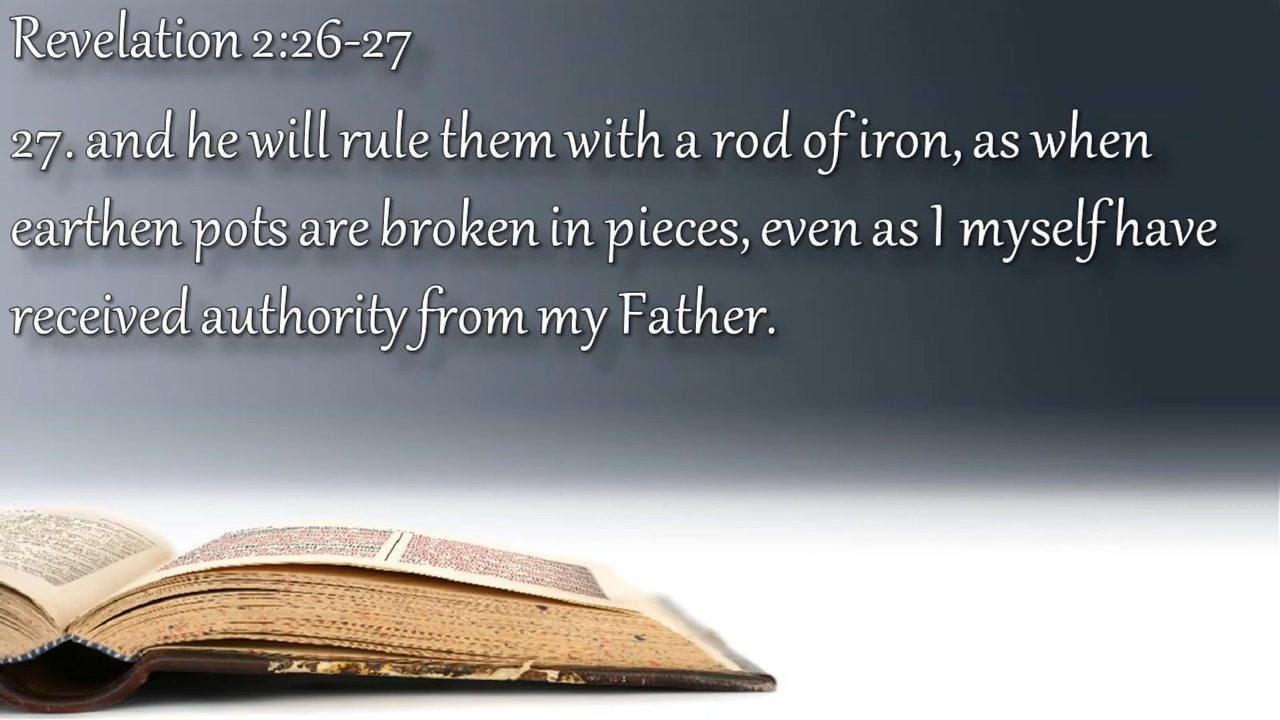 Revelation 2:26-27
27. and he will rule them with a rod of iron, as when
earthen pots are broken in pieces, even as I myself have
received authority from my Father.